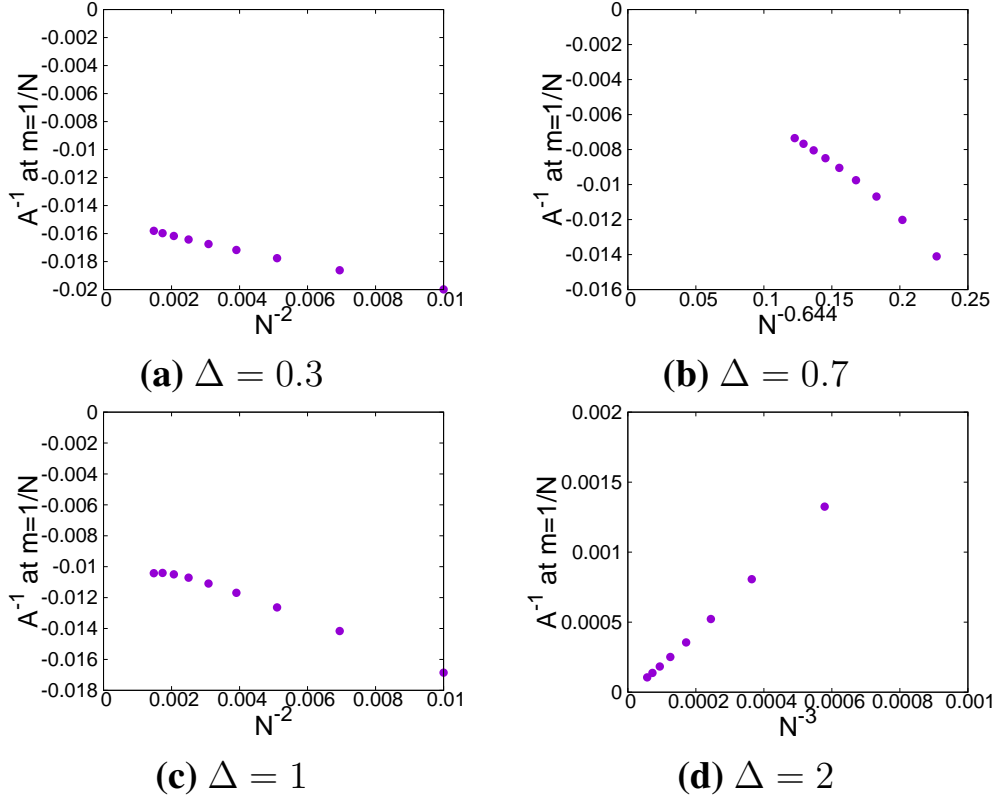 0
-0.002
-0.004
-0.006
-0.008
-0.01
-0.012
-0.014
-0.016
-0.018
-0.02
A^-1 at m=1/N
0 0.002 0.004 0.006 0.008 0.01
N^-2
(a) Δ = 0.3
0
-0.002
-0.004
-0.006
-0.008
-0.01
-0.012
-0.014
-0.016
A^-1 at m=1/N
0 0.05 0.1 0.15 0.2 0.25
N^-0.644
(b) Δ = 0.7
0
-0.002
-0.004
-0.006
-0.008
-0.01
-0.012
-0.014
-0.016
-0.018
A^-1 at m=1/N
0 0.002 0.004 0.006 0.008 0.01
N^-2
(c) Δ = 1
0.002
0.0015
0.001
0.0005
0
A^-1 at m=1/N
0 0.0002 0.0004 0.0006 0.0008 0.001
N^-3
(d) Δ = 2